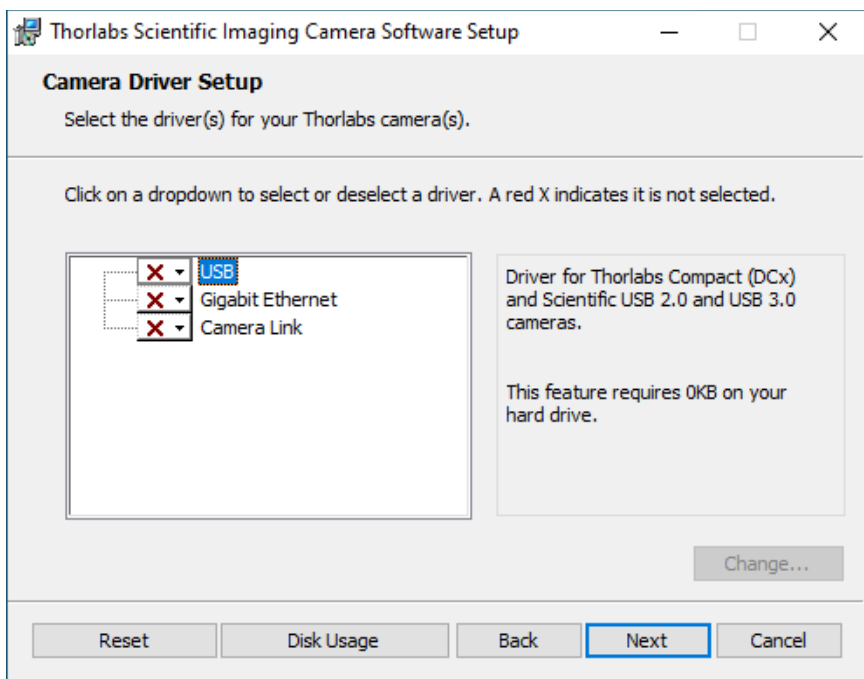 Thorlabs Scientific Imaging Camera Software Setup
Camera Driver Setup
Select the driver(s) for your Thorlabs camera(s).
Click on a dropdown to select or deselect a driver. A red X indicates it is not selected.
USB
Gigabit Ethernet
Camera Link
Driver for Thorlabs Compact (DCx)
and Scientific USB 2.0 and USB 3.0
cameras.
This feature requires 0KB on your
hard drive.
Change...
Reset
Disk Usage
Back
Next
Cancel